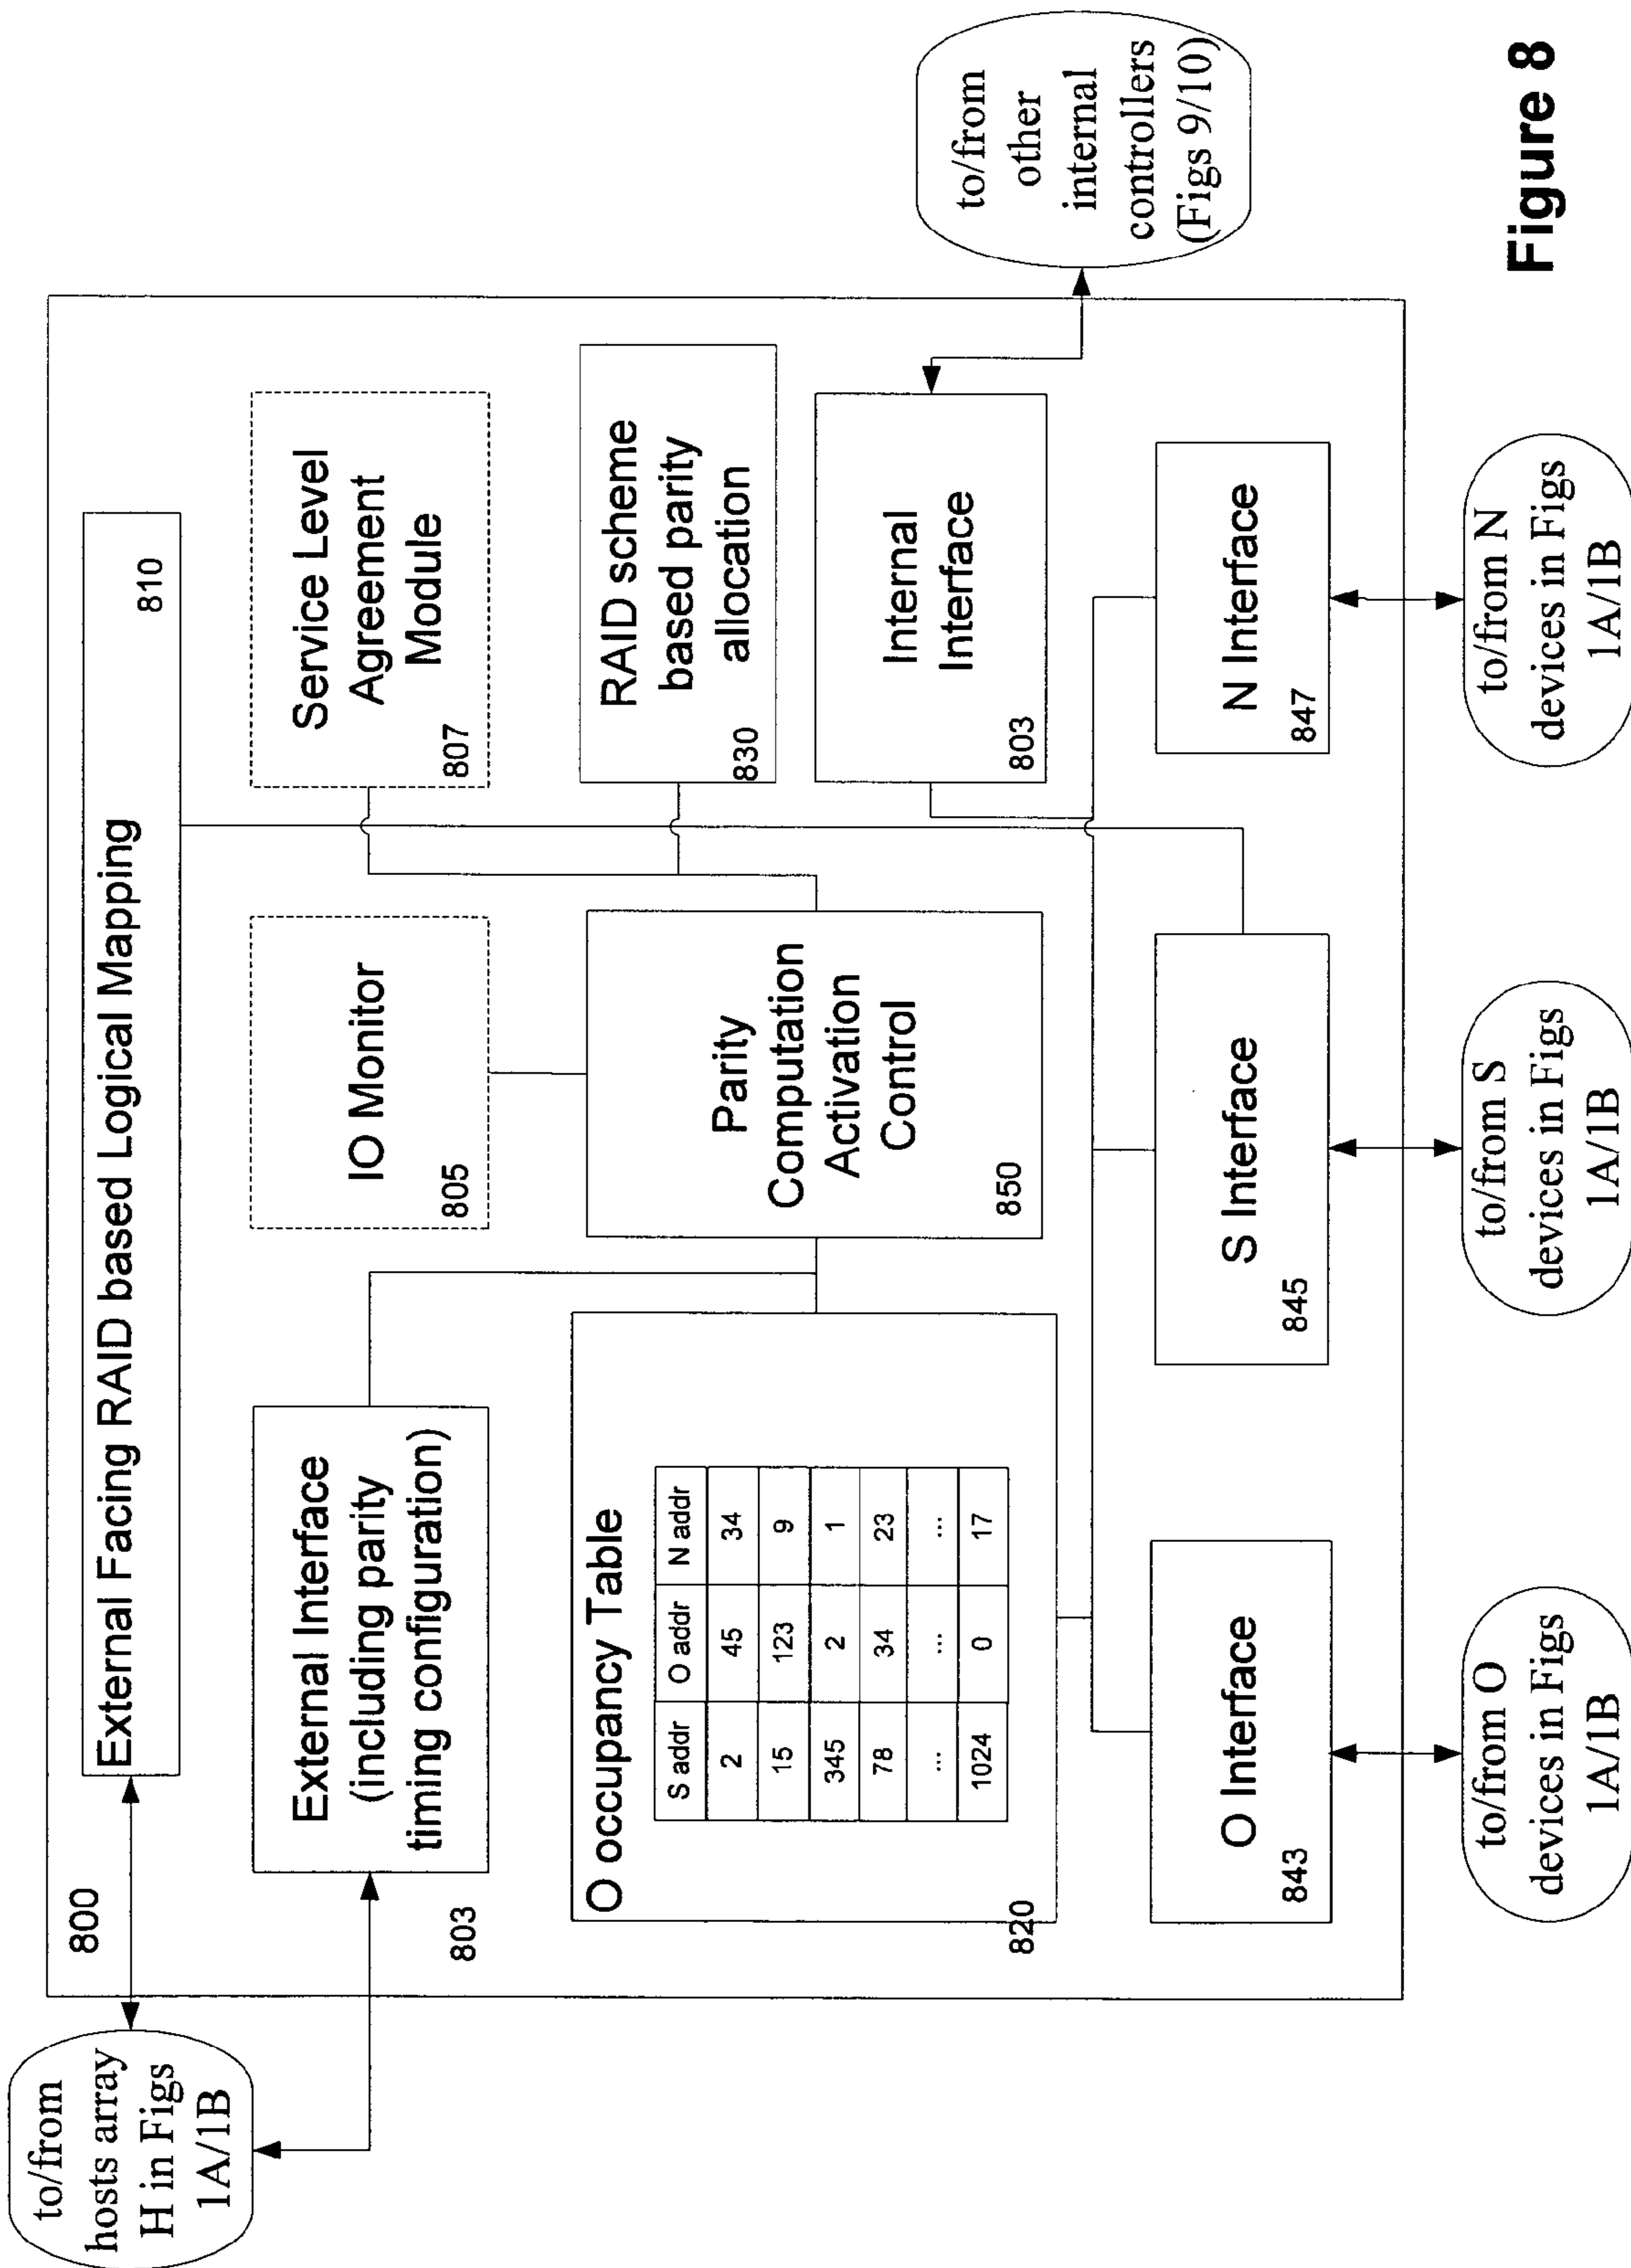 to/from
hosts array
H in Figs
1A/1B
800
External Facing RAID based Logical Mapping
810
External Interface
(including parity
timing configuration)
803
IO Monitor
805
Service Level
Agreement
Module
807
O occupancy Table
S addr O addr N addr
2 45 34
15 123 9
345 2 1
78 34 23
... ... ...
1024 0 17
820
Parity
Computation
Activation
Control
850
RAID scheme
based parity
allocation
830
Internal
Interface
803
to/from
other
internal
controllers
(Figs 9/10)
O Interface
843
S Interface
845
N Interface
847
to/from O
devices in Figs
1A/1B
to/from S
devices in Figs
1A/1B
to/from N
devices in Figs
1A/1B
Figure 8